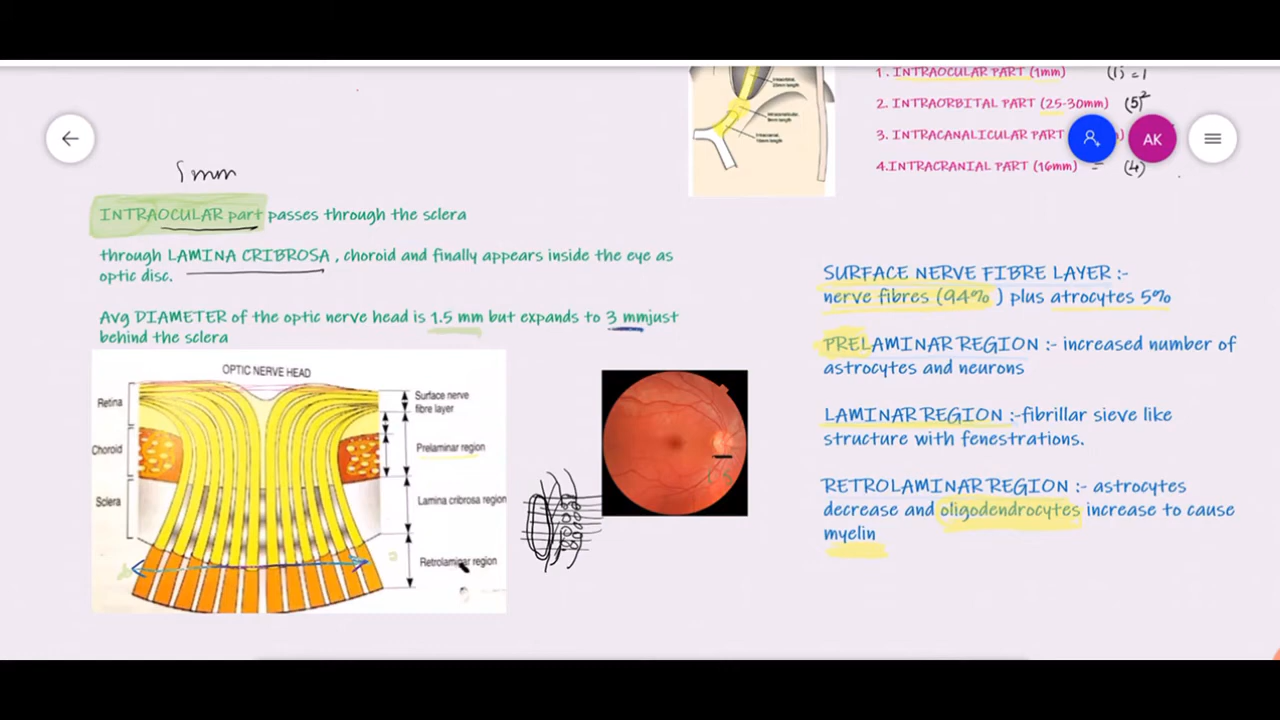 1. INTRAOCULAR PART (1mm) (1) = 1
2. INTRAORBITAL PART (25-30mm) (5)²
3. INTRACANALICULAR PART
4.INTRACRANIAL PART (16mm) = (4)
AK
INTRAOCULAR part passes through the sclera
through LAMINA CRIBROSA , choroid and finally appears inside the eye as
optic disc.
Avg DIAMETER of the optic nerve head is 1.5 mm but expands to 3 mmjust
behind the sclera
OPTIC NERVE HEAD
Retina
Choroid
Sclera
Surface nerve
fibre layer
Prelaminar region
Lamina cribrosa region
Retrolaminar region
SURFACE NERVE FIBRE LAYER :-
nerve fibres (94% ) plus atrocytes 5%
PRELAMINAR REGION :- increased number of
astrocytes and neurons
LAMINAR REGION :-fibrillar sieve like
structure with fenestrations.
RETROLAMINAR REGION :- astrocytes
decrease and oligodendrocytes increase to cause
myelin